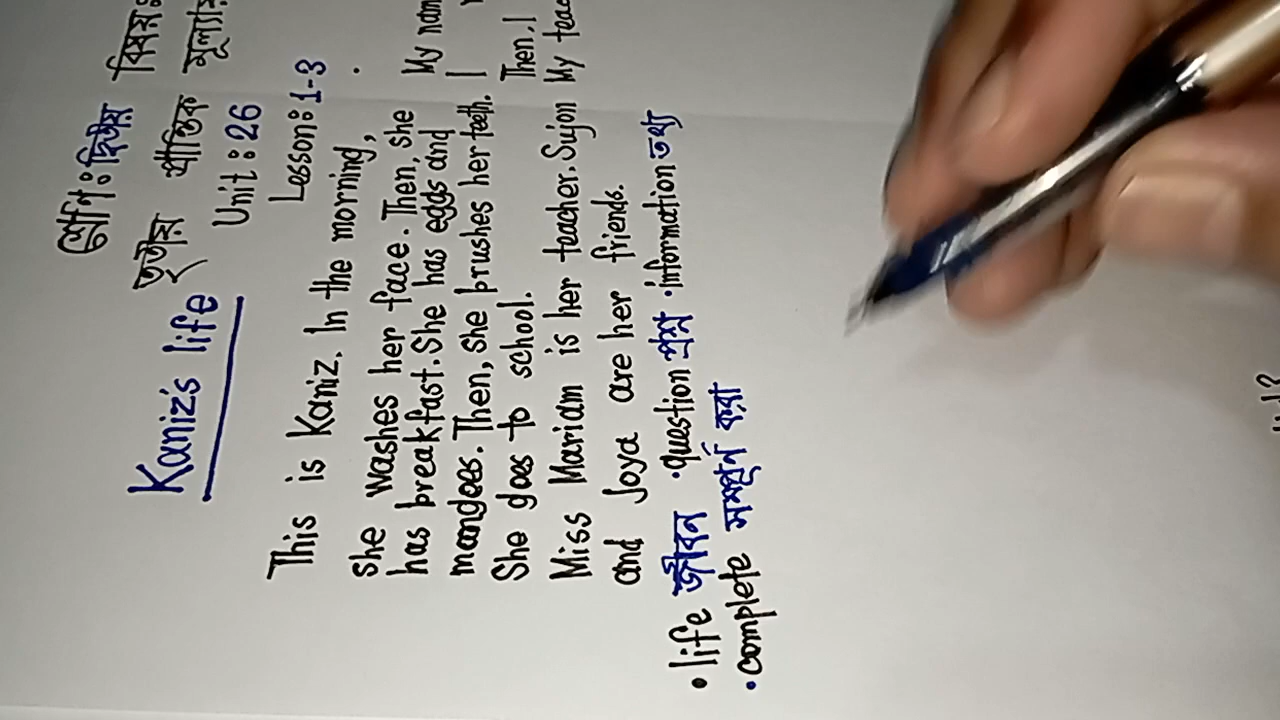 শ্রেণি: দ্বিতীয় বিষয়:
তৃতীয় প্রান্তিক মূল্যায়
Unit: 26
Lesson: 1-3
Kaniz's life
This is Kaniz. In the morning,
she washes her face. Then, she
has breakfast. She has eggs and
mangoes. Then, she brushes her teeth.
She goes to school.
Miss Mariam is her teacher. Sujon
and Joya are her friends.
My nam
I
Then, I
My teac
• life জীবন • question প্রশ্ন • information তথ্য
• complete সম্পূর্ণ করা